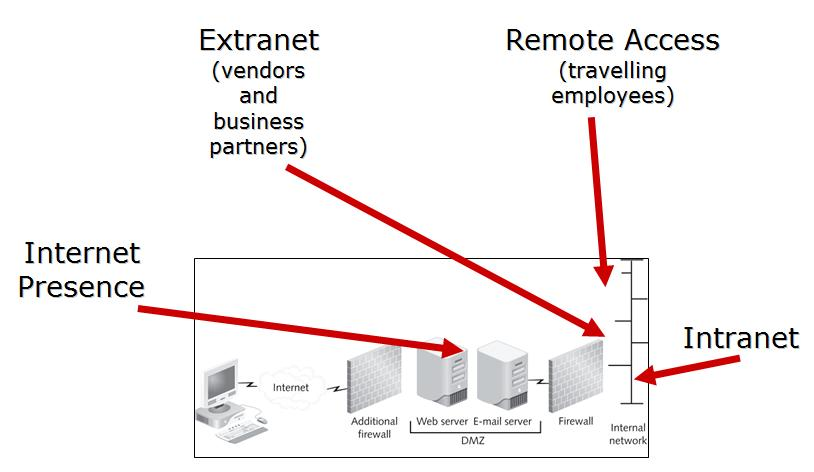 Extranet
(vendors
and
business
partners)
Remote Access
(travelling
employees)
Internet
Presence
Intranet
Internet
Additional
firewall
Web server
E-mail server
DMZ
Firewall
Internal
network